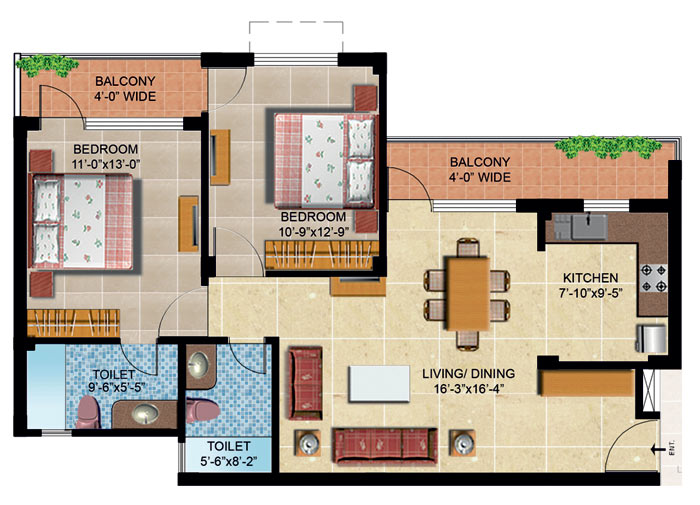 BALCONY
4'-0" WIDE
BEDROOM
11'-0"x13'-0"
BEDROOM
10'-9"x12'-9"
BALCONY
4'-0" WIDE
KITCHEN
7'-10"x9'-5"
LIVING/ DINING
16'-3"x16'-4"
TOILET
9'-6"x5'-5"
TOILET
5'-6"x8'-2"
ENT.